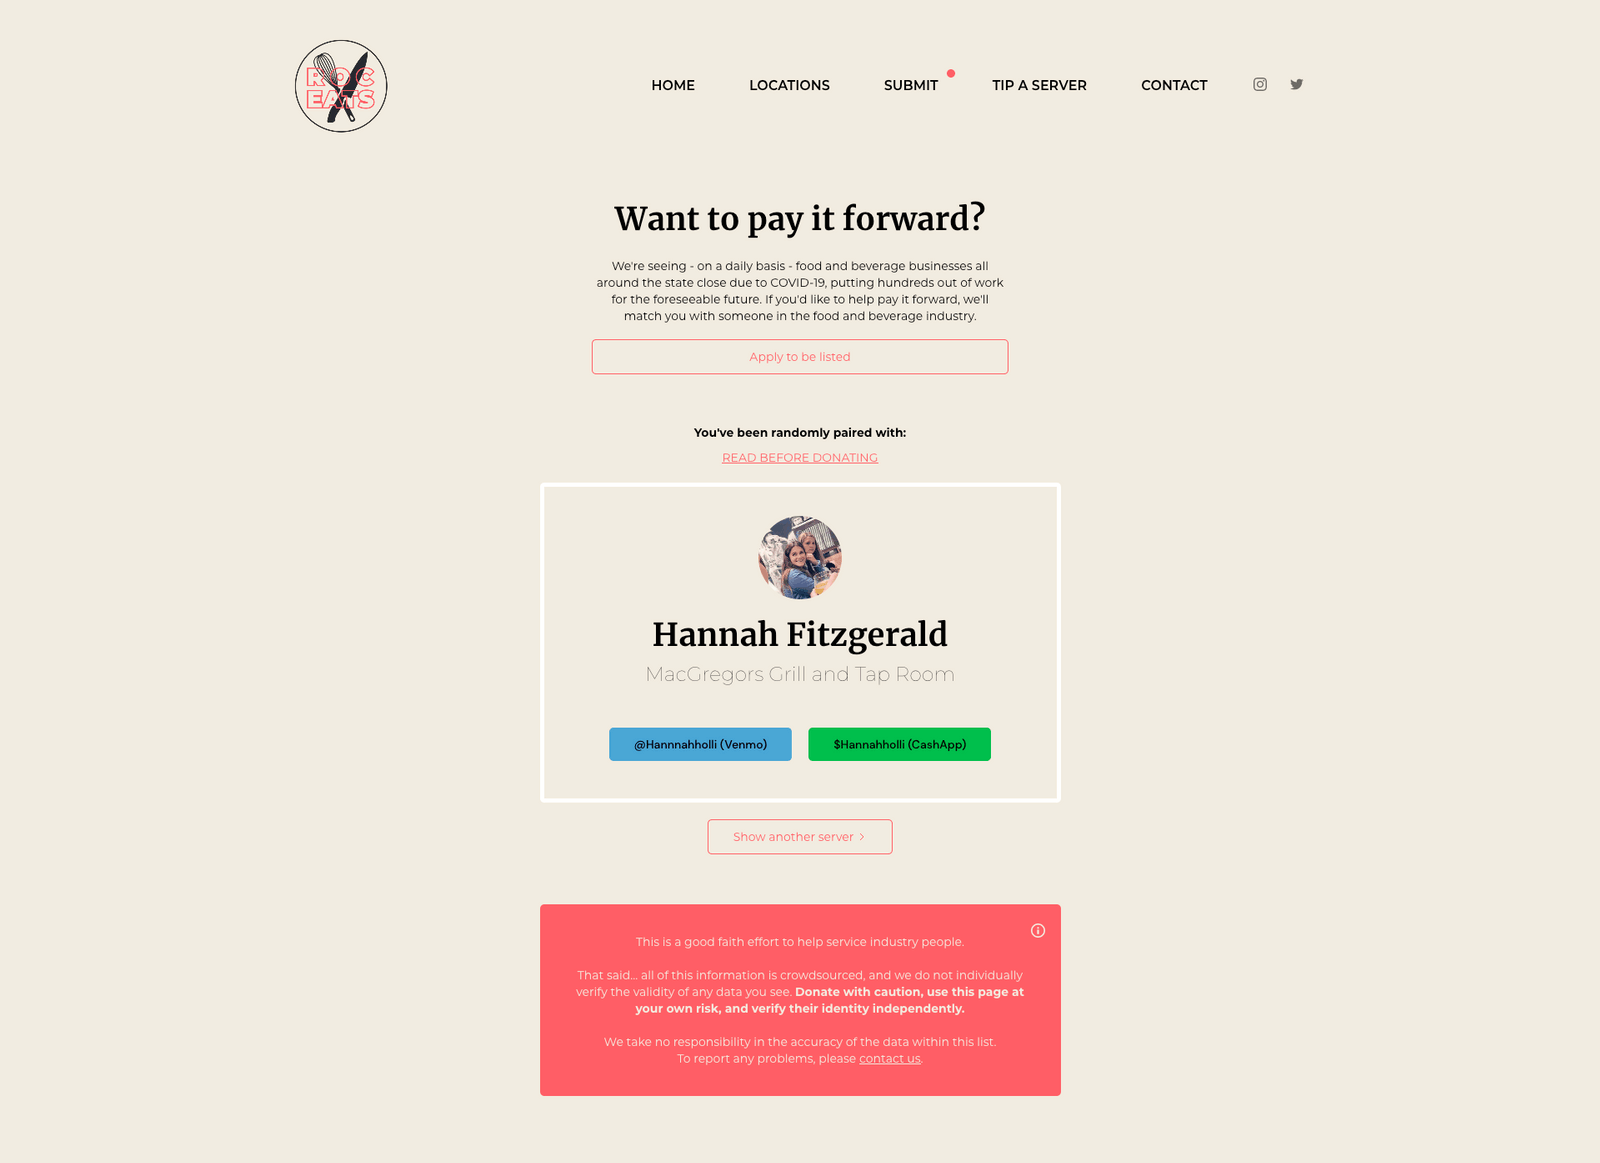 ROC
EATS
HOME
LOCATIONS
SUBMIT
TIP A SERVER
CONTACT
Want to pay it forward?
We're seeing - on a daily basis - food and beverage businesses all
around the state close due to COVID-19, putting hundreds out of work
for the foreseeable future. If you'd like to help pay it forward, we'll
match you with someone in the food and beverage industry.
Apply to be listed
You've been randomly paired with:
READ BEFORE DONATING
Hannah Fitzgerald
MacGregors Grill and Tap Room
@Hannnahholli (Venmo)
$Hannahholli (CashApp)
Show another server >
This is a good faith effort to help service industry people.
That said... all of this information is crowdsourced, and we do not individually
verify the validity of any data you see. Donate with caution, use this page at
your own risk, and verify their identity independently.
We take no responsibility in the accuracy of the data within this list.
To report any problems, please contact us.